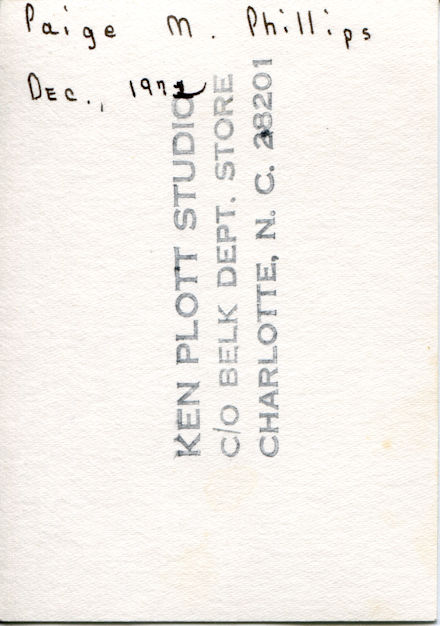 Paige M. Phillips
Dec., 1972
KEN PLOTT STUDIO
C/O BELK DEPT. STORE
CHARLOTTE, N. C. 28201